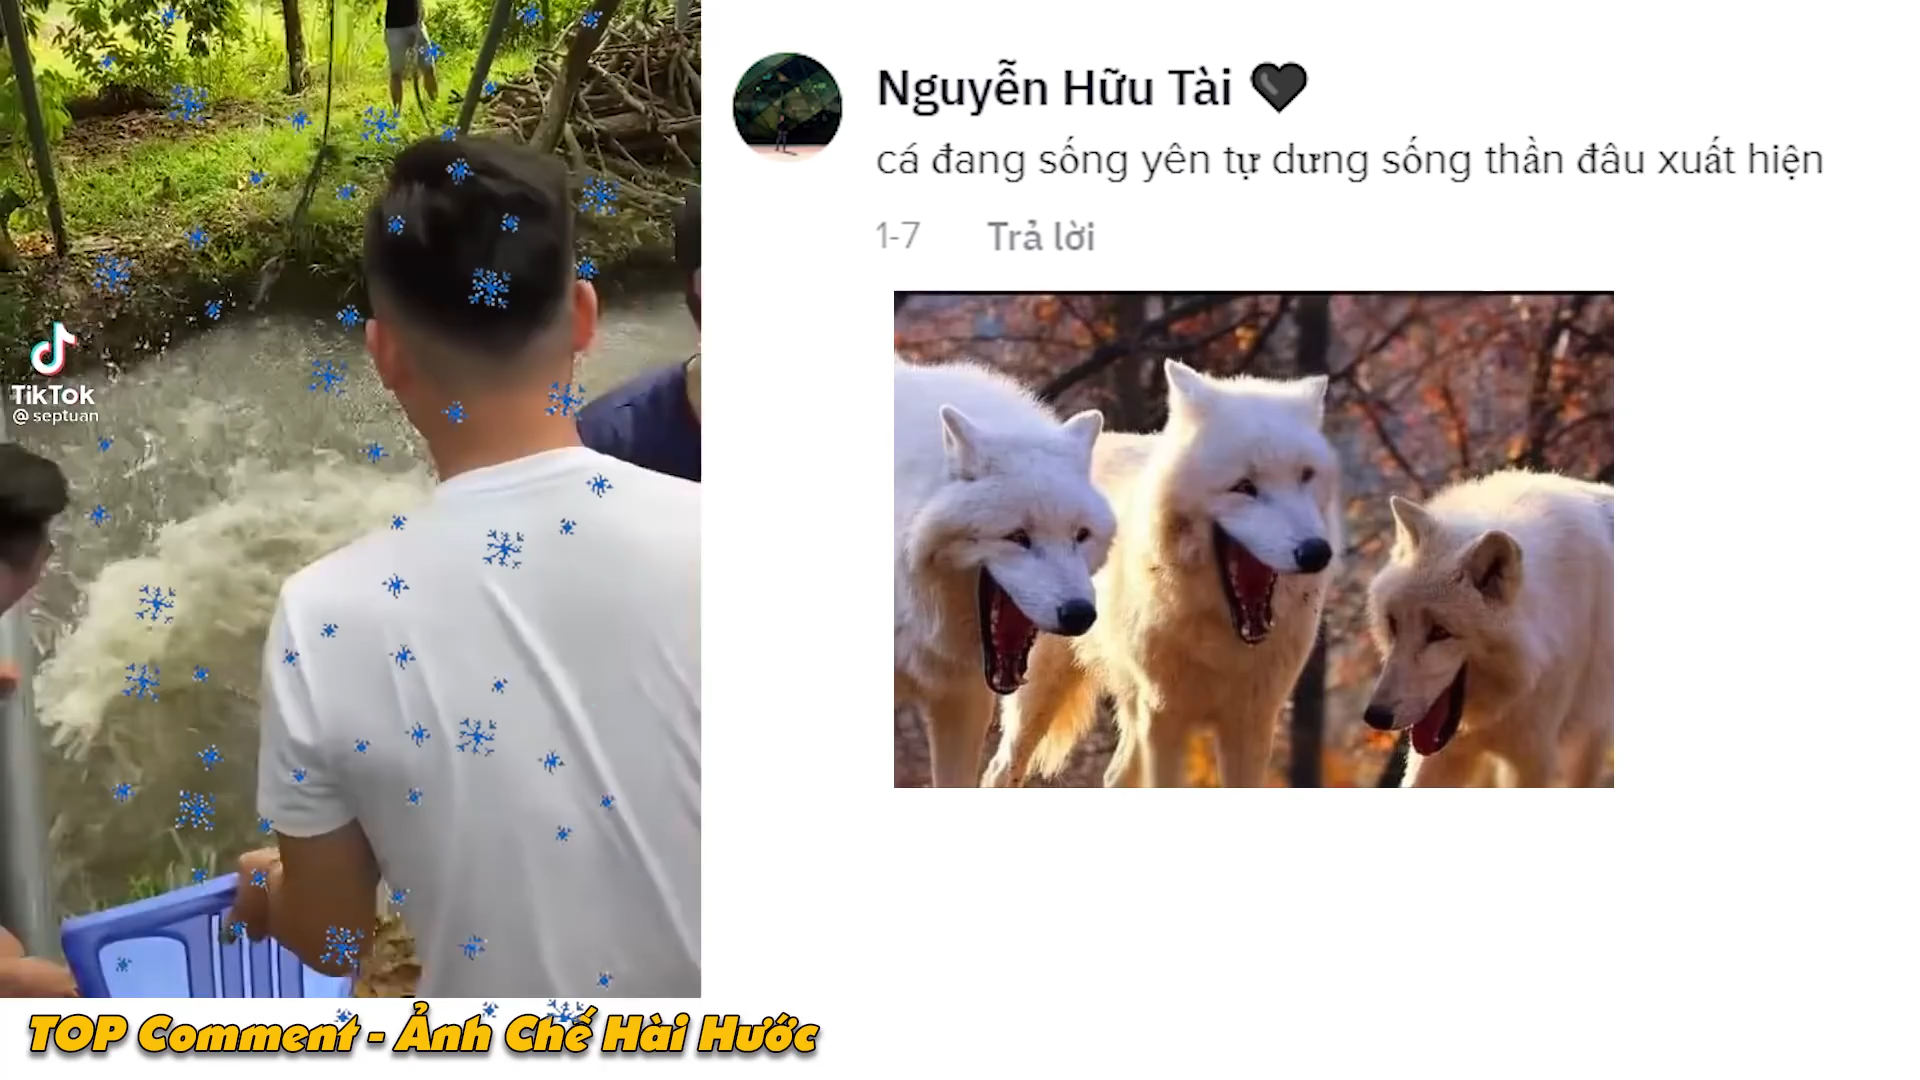 TikTok
@septuan
Nguyễn Hữu Tài 🖤
cá đang sống yên tự dưng sống thần đâu xuất hiện
1-7 Trả lời
TOP Comment - Ảnh Chế Hài Hước